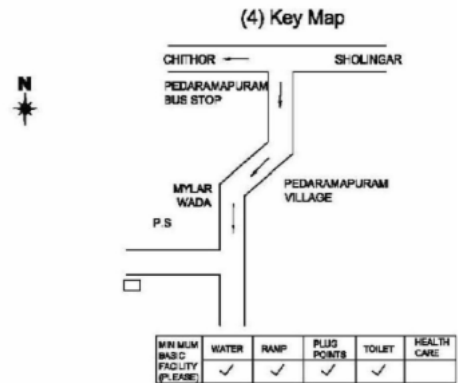 (4) Key Map
CHITHOR
SHOLINGAR
PEDARAMAPURAM
BUS STOP
N
MYLAR
WADA
PEDARAMAPURAM
VILLAGE
P.S
MINIMUM
BASIC
FACILITY
(PLEASE)
WATER
RAMP
PLUG
POINTS
TOILET
HEALTH
CARE